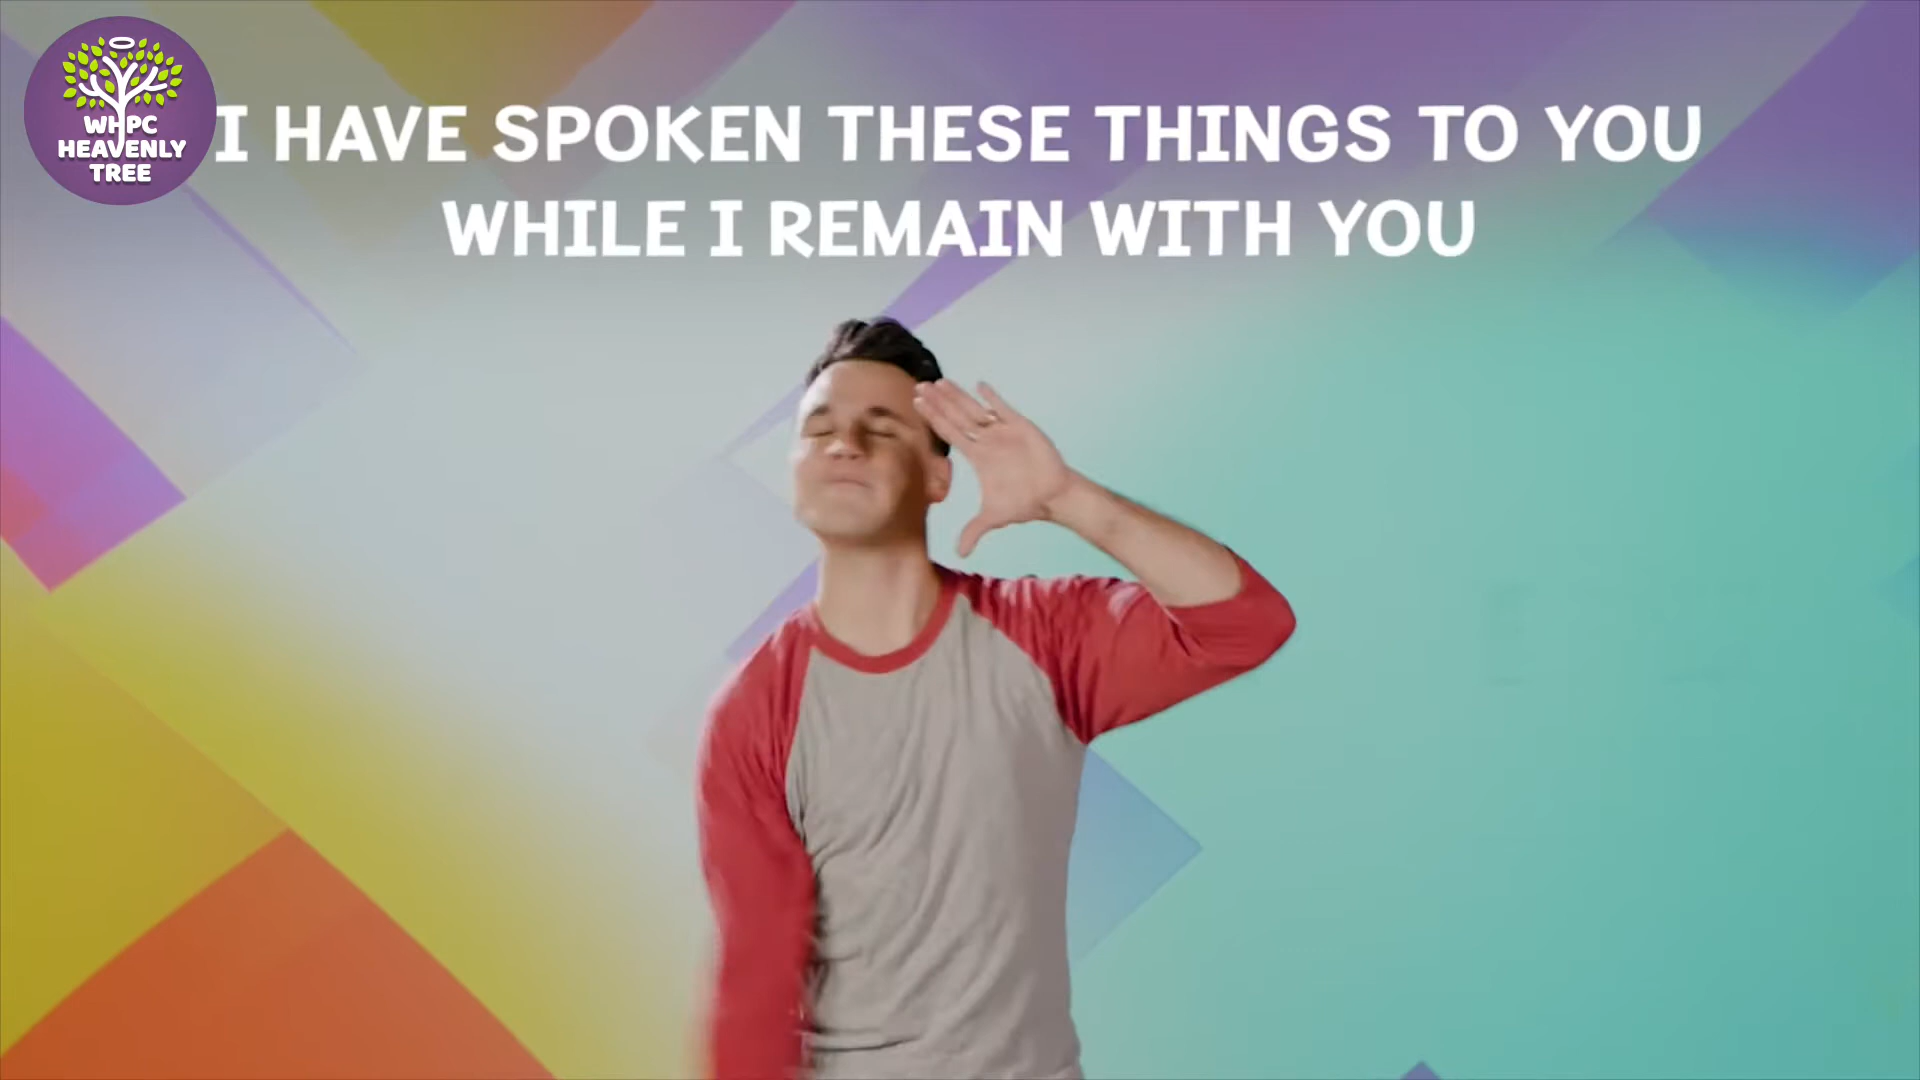 WHPC
HEAVENLY
TREE
I HAVE SPOKEN THESE THINGS TO YOU
WHILE I REMAIN WITH YOU